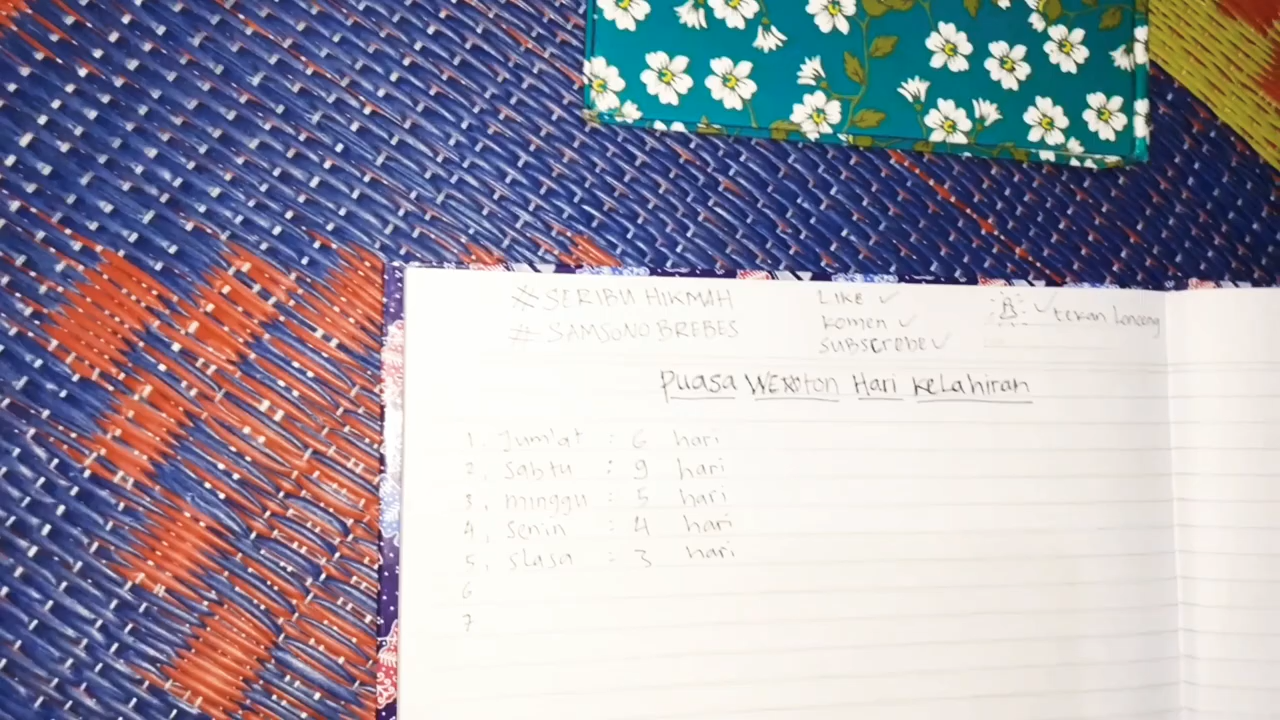 # SERIBU HIKMAH
# SAMSONO BREBES
LIKE ✓
komen ✓
SUBSCREBE ✓
✓ tekan Lonceng
Puasa WEXOton Hari KELAHIRAN
1. Jum'at : 6 hari
2. Sabtu : 9 hari
3. minggu : 5 hari
4. Senin : 4 hari
5. Slasa : 3 hari
6
7